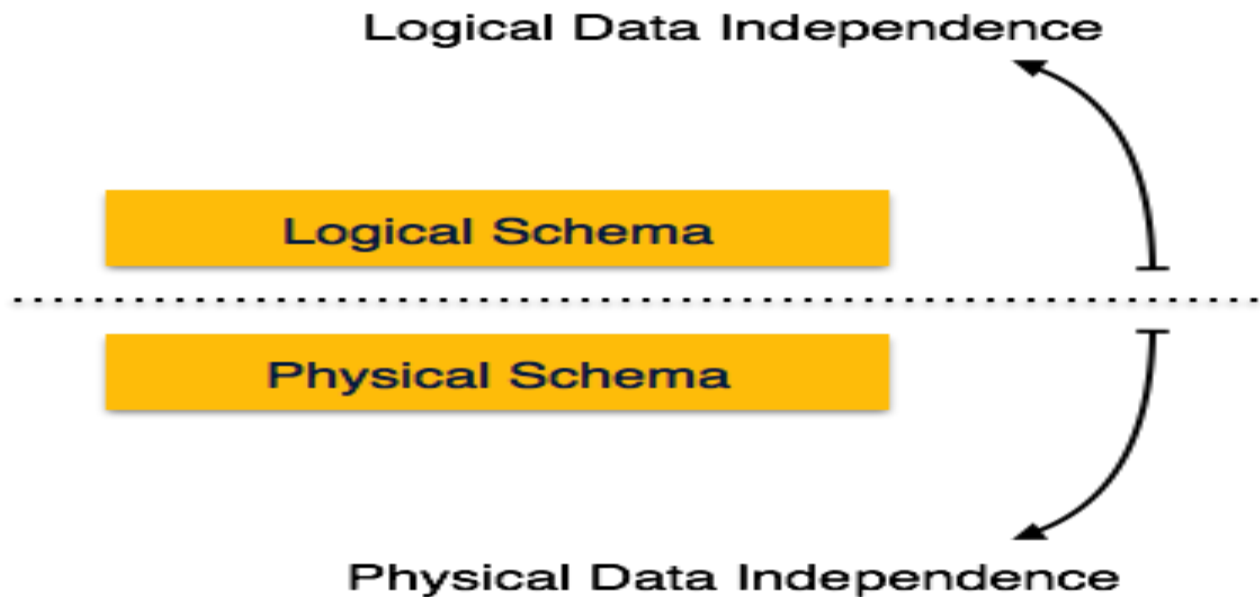 Logical Data Independence
Logical Schema
Physical Schema
Physical Data Independence